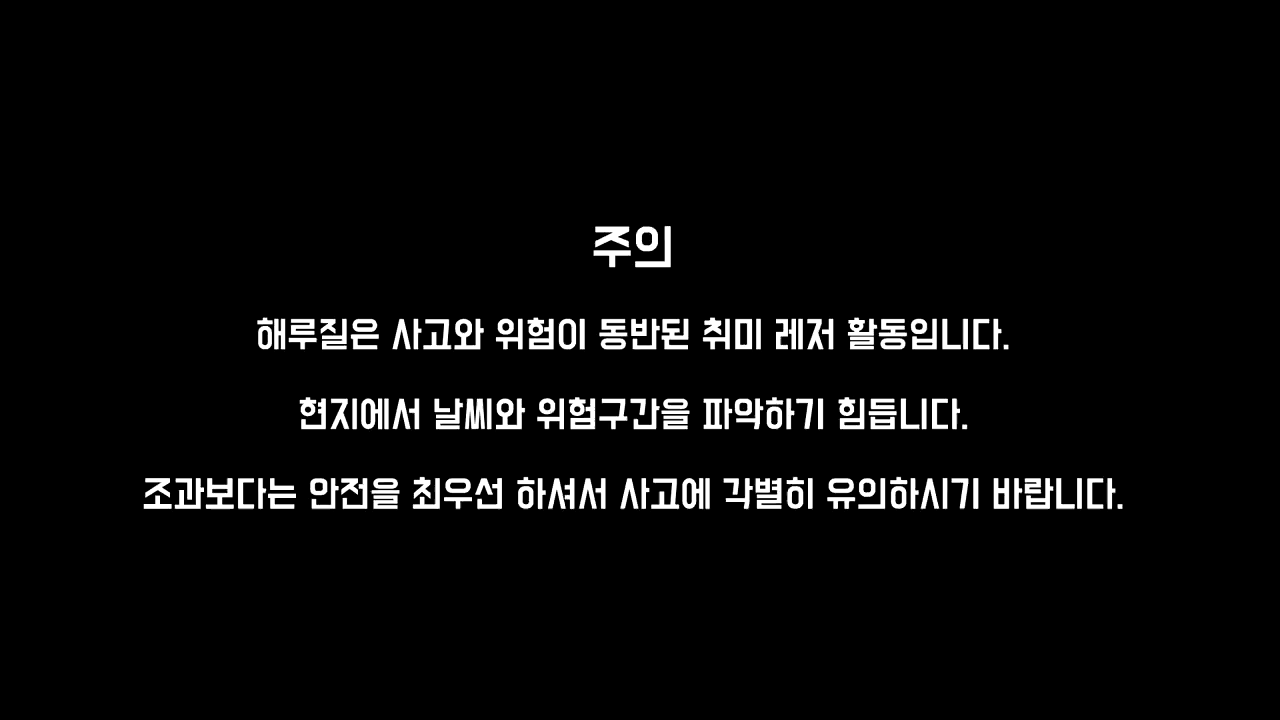 주의
해루질은 사고와 위험이 동반된 취미 레저 활동입니다.
현지에서 날씨와 위험구간을 파악하기 힘듭니다.
조과보다는 안전을 최우선 하셔서 사고에 각별히 유의하시기 바랍니다.